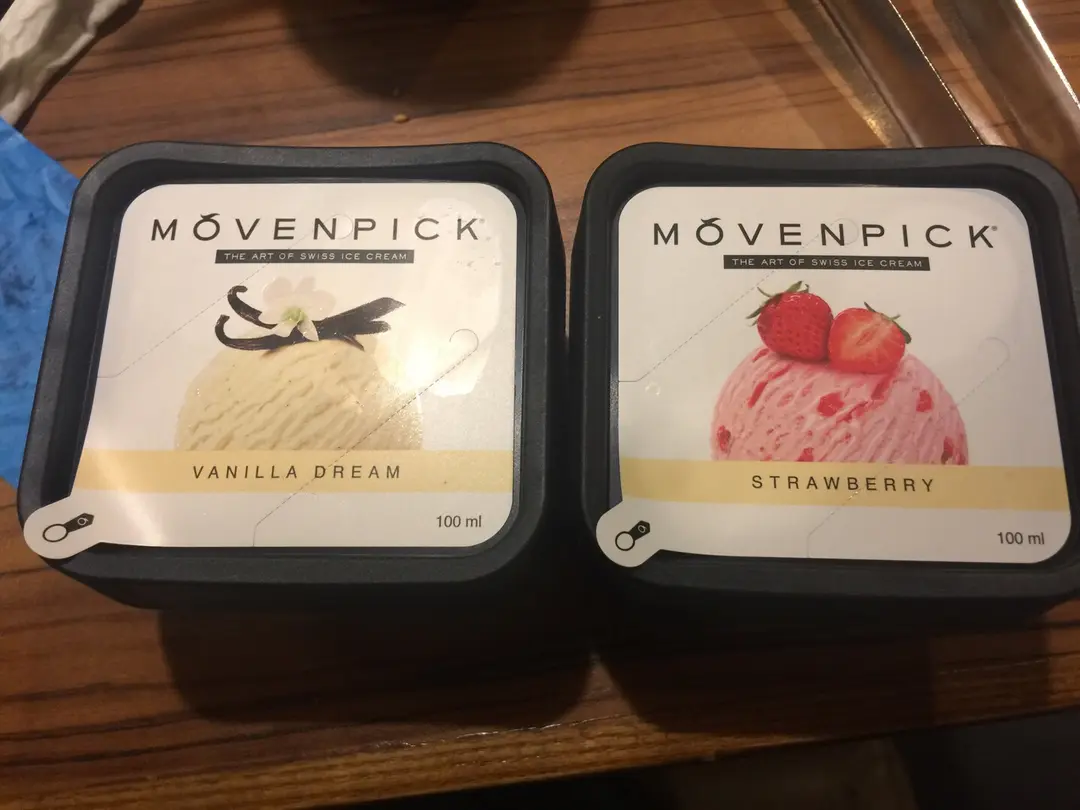 MÖVENPICK®
THE ART OF SWISS ICE CREAM
VANILLA DREAM
100 ml
MÖVENPICK®
THE ART OF SWISS ICE CREAM
STRAWBERRY
100 ml